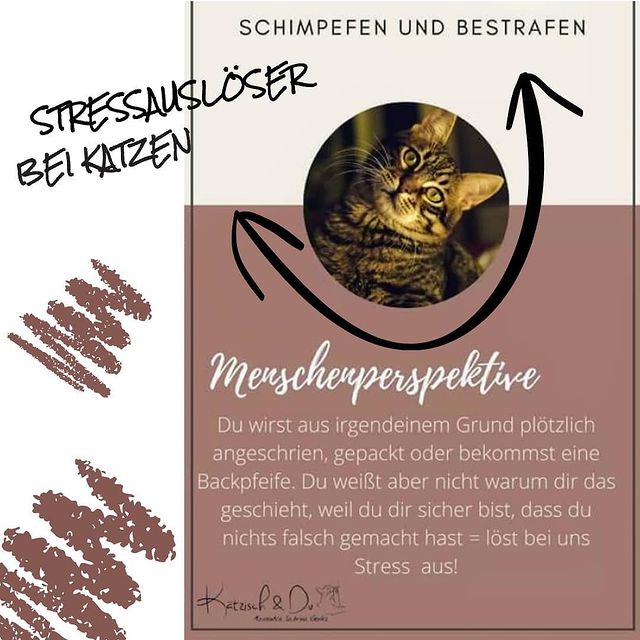 SCHIMPEFEN UND BESTRAFEN
STRESSAUSLÖSER
BEI KATZEN
Menschenperspektive
Du wirst aus irgendeinem Grund plötzlich
angeschrien, gepackt oder bekommst eine
Backpfeife. Du weißt aber nicht warum dir das
geschieht, weil du dir sicher bist, dass du
nichts falsch gemacht hast = löst bei uns
Stress aus!
Katzisch & Du